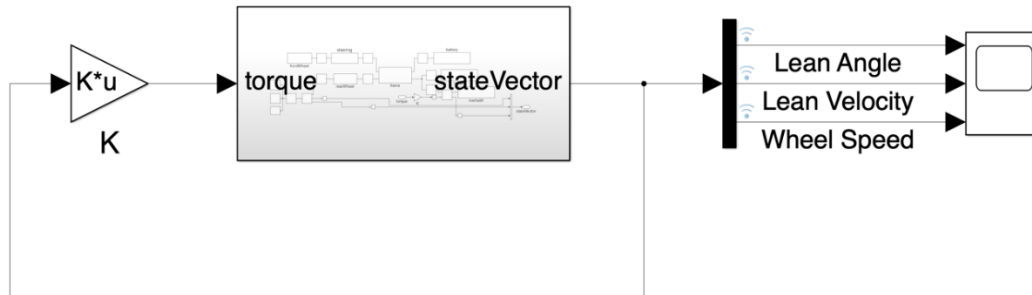 K*u
K
torque
stateVector
Lean Angle
Lean Velocity
Wheel Speed